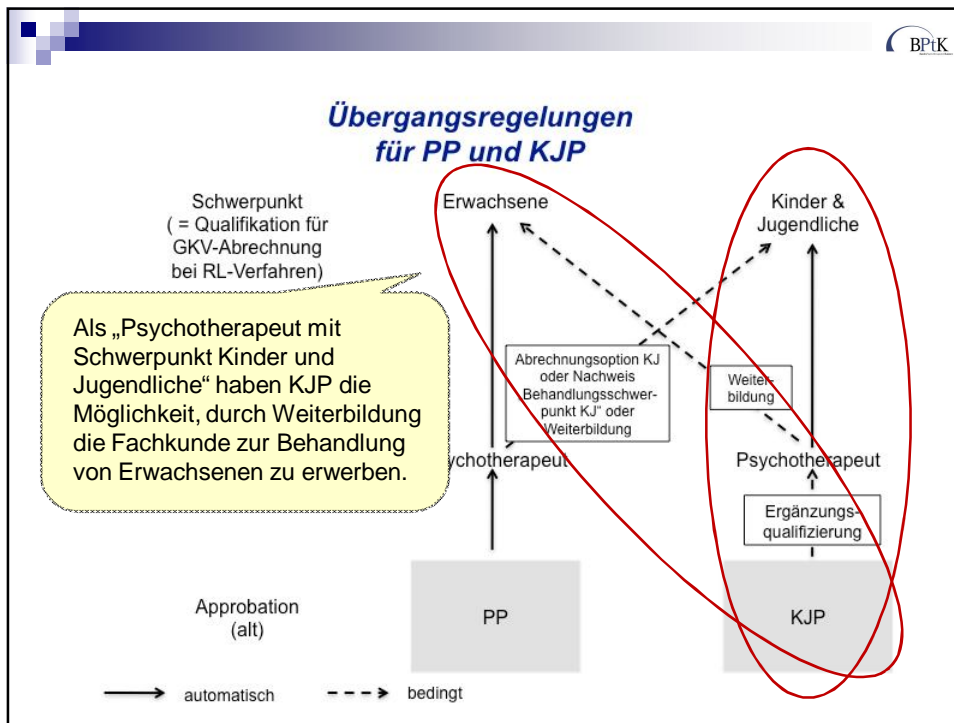 BPtK
Übergangsregelungen
für PP und KJP
Schwerpunkt
( = Qualifikation für
GKV-Abrechnung
bei RL-Verfahren)
Erwachsene
Kinder &
Jugendliche
Als „Psychotherapeut mit
Schwerpunkt Kinder und
Jugendliche“ haben KJP die
Möglichkeit, durch Weiterbildung
die Fachkunde zur Behandlung
von Erwachsenen zu erwerben.
Abrechnungsoption KJ
oder Nachweis
Behandlungsschwer-
punkt KJ“ oder
Weiterbildung
Weiter-
bildung
ychotherapeut
Psychotherapeut
Ergänzungs-
qualifizierung
Approbation
(alt)
PP
KJP
automatisch
bedingt